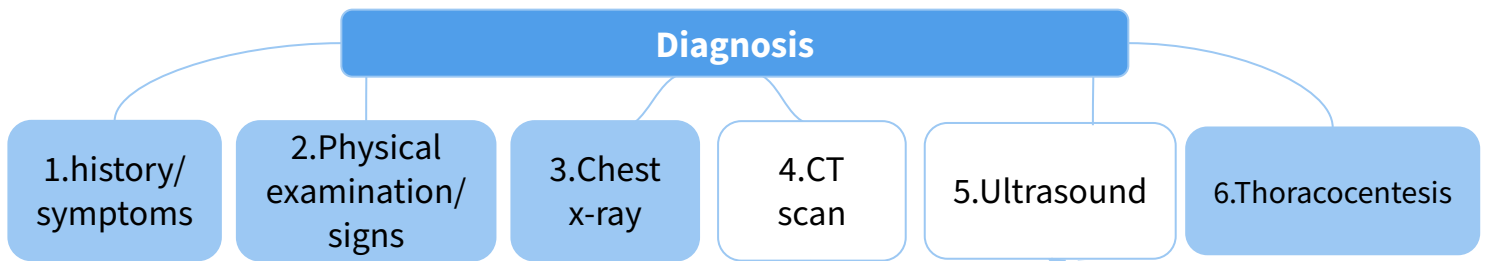 Diagnosis
1.history/
symptoms
2.Physical
examination/
signs
3.Chest
x-ray
4.CT
scan
5.Ultrasound
6.Thoracocentesis